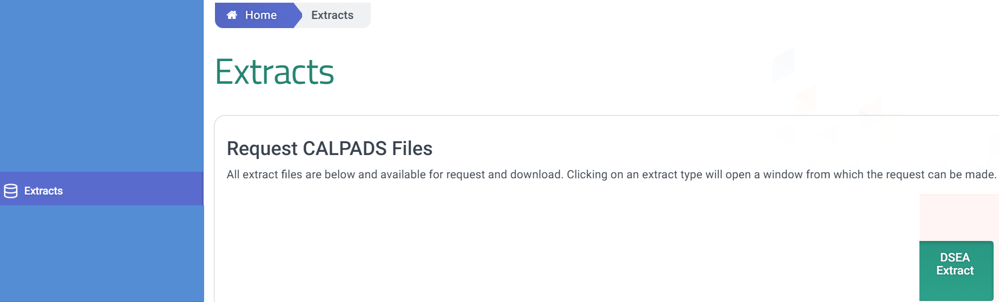 Home Extracts
Extracts
Request CALPADS Files
All extract files are below and available for request and download. Clicking on an extract type will open a window from which the request can be made.
Extracts
DSEA
Extract